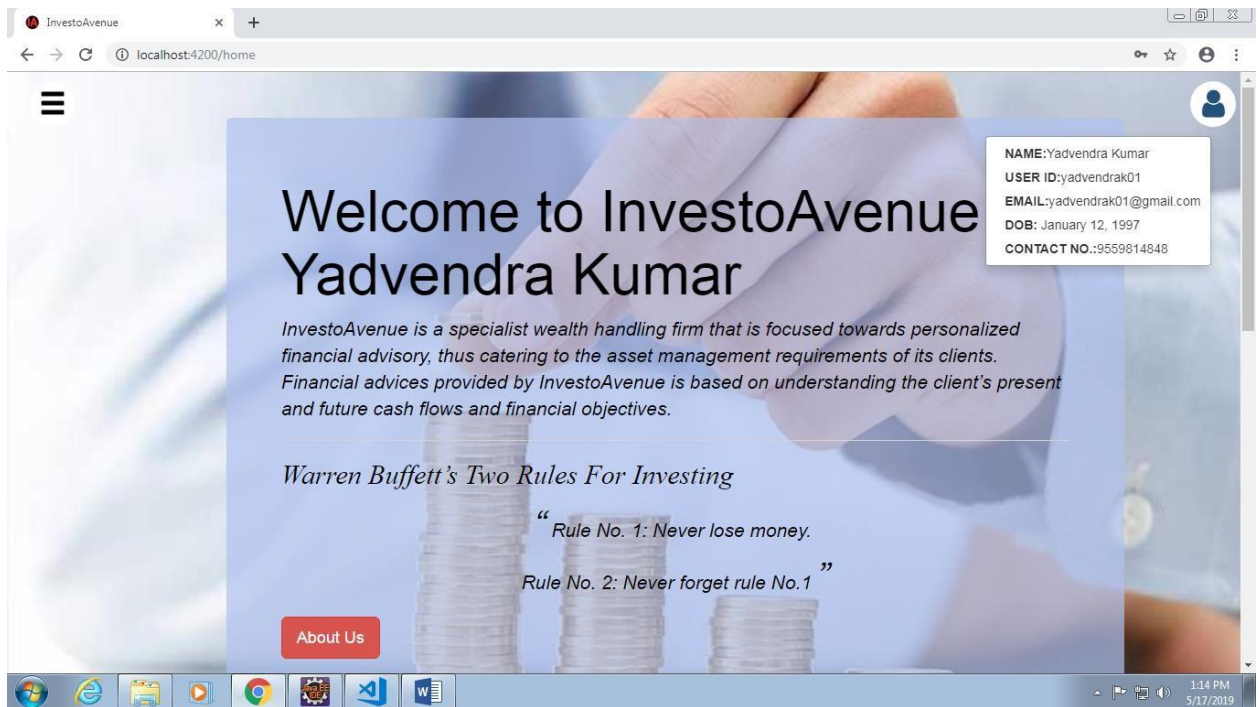 InvestoAvenue
localhost:4200/home
NAME:Yadvendra Kumar
USER ID:yadvendrak01
EMAIL:yadvendrak01@gmail.com
DOB: January 12, 1997
CONTACT NO.:9559814848
Welcome to InvestoAvenue
Yadvendra Kumar
InvestoAvenue is a specialist wealth handling firm that is focused towards personalized
financial advisory, thus catering to the asset management requirements of its clients.
Financial advices provided by InvestoAvenue is based on understanding the client's present
and future cash flows and financial objectives.
Warren Buffett's Two Rules For Investing
“ Rule No. 1: Never lose money.
Rule No. 2: Never forget rule No.1 ”
About Us
Java EE
IDE
W
1:14 PM
5/17/2019